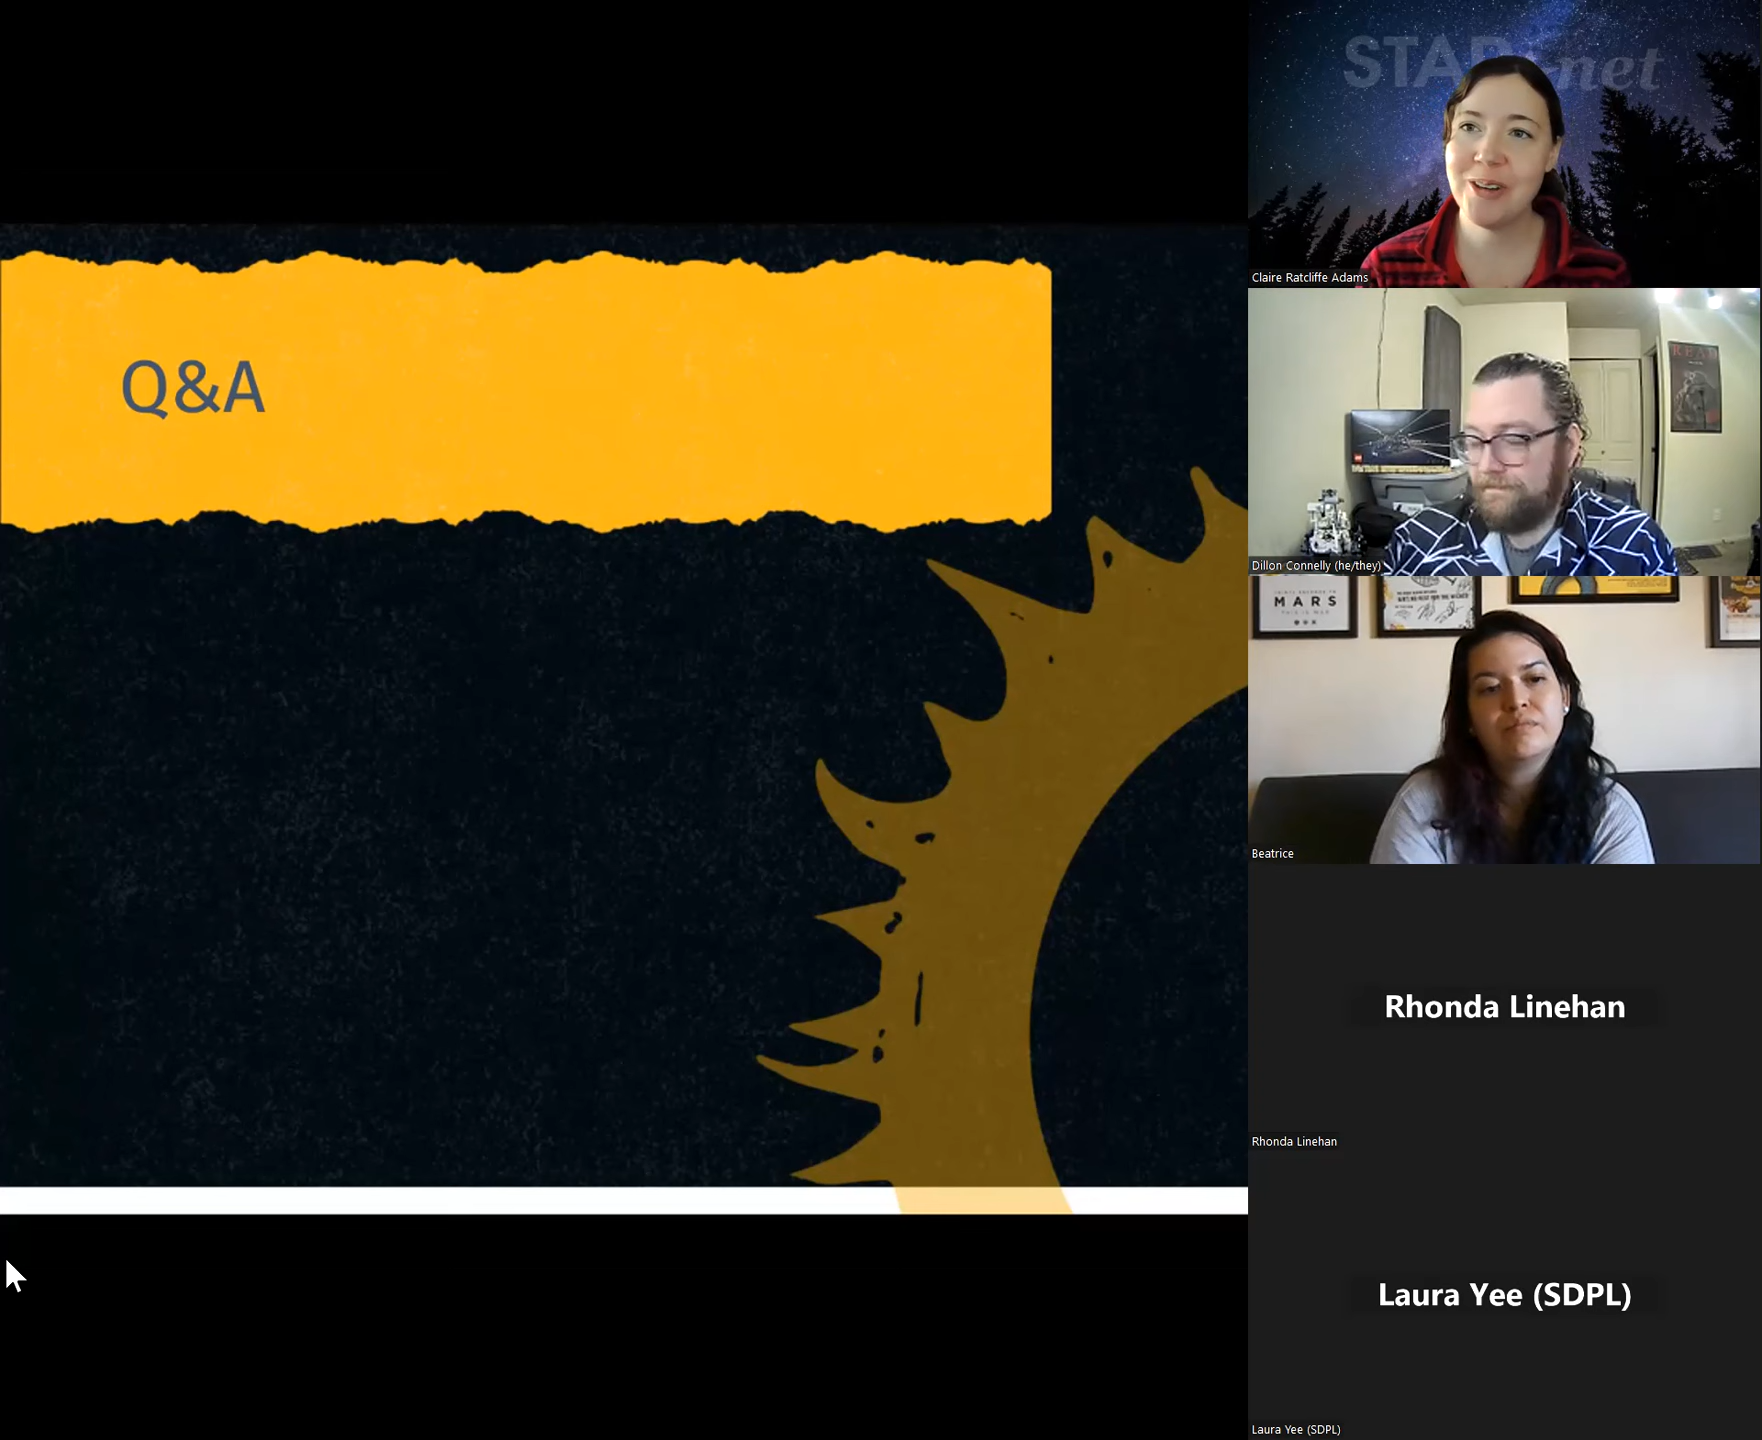 Q&A
STAR net
Claire Ratcliffe Adams
READ
Dillon Connelly (he/they)
MARS
Beatrice
Rhonda Linehan
Rhonda Linehan
Laura Yee (SDPL)
Laura Yee (SDPL)